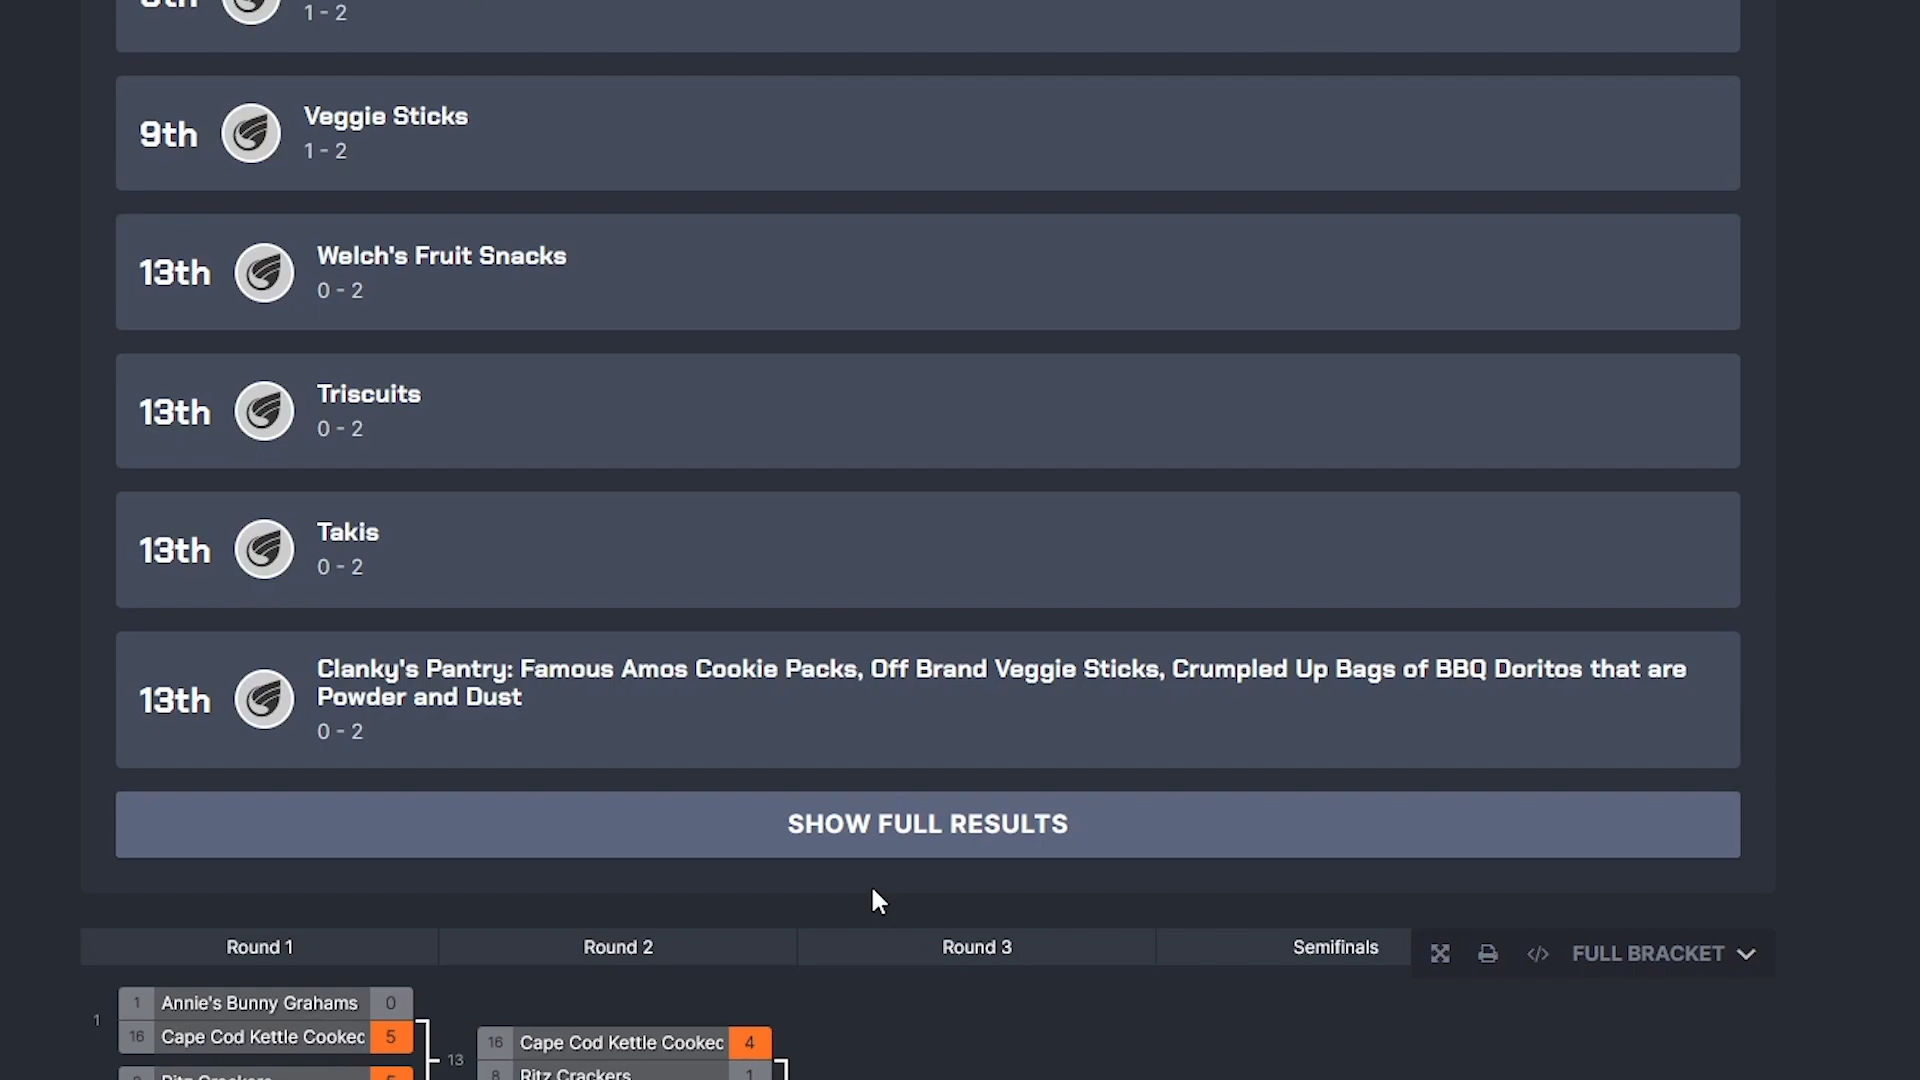 1 - 2
9th
Veggie Sticks
1 - 2
13th
Welch's Fruit Snacks
0 - 2
13th
Triscuits
0 - 2
13th
Takis
0 - 2
13th
Clanky's Pantry: Famous Amos Cookie Packs, Off Brand Veggie Sticks, Crumpled Up Bags of BBQ Doritos that are
Powder and Dust
0 - 2
SHOW FULL RESULTS
Round 1 Round 2 Round 3 Semifinals FULL BRACKET
1
1 Annie's Bunny Grahams 0
16 Cape Cod Kettle Cooked 5
13
16 Cape Cod Kettle Cooked 4
8 Ritz Crackers 1